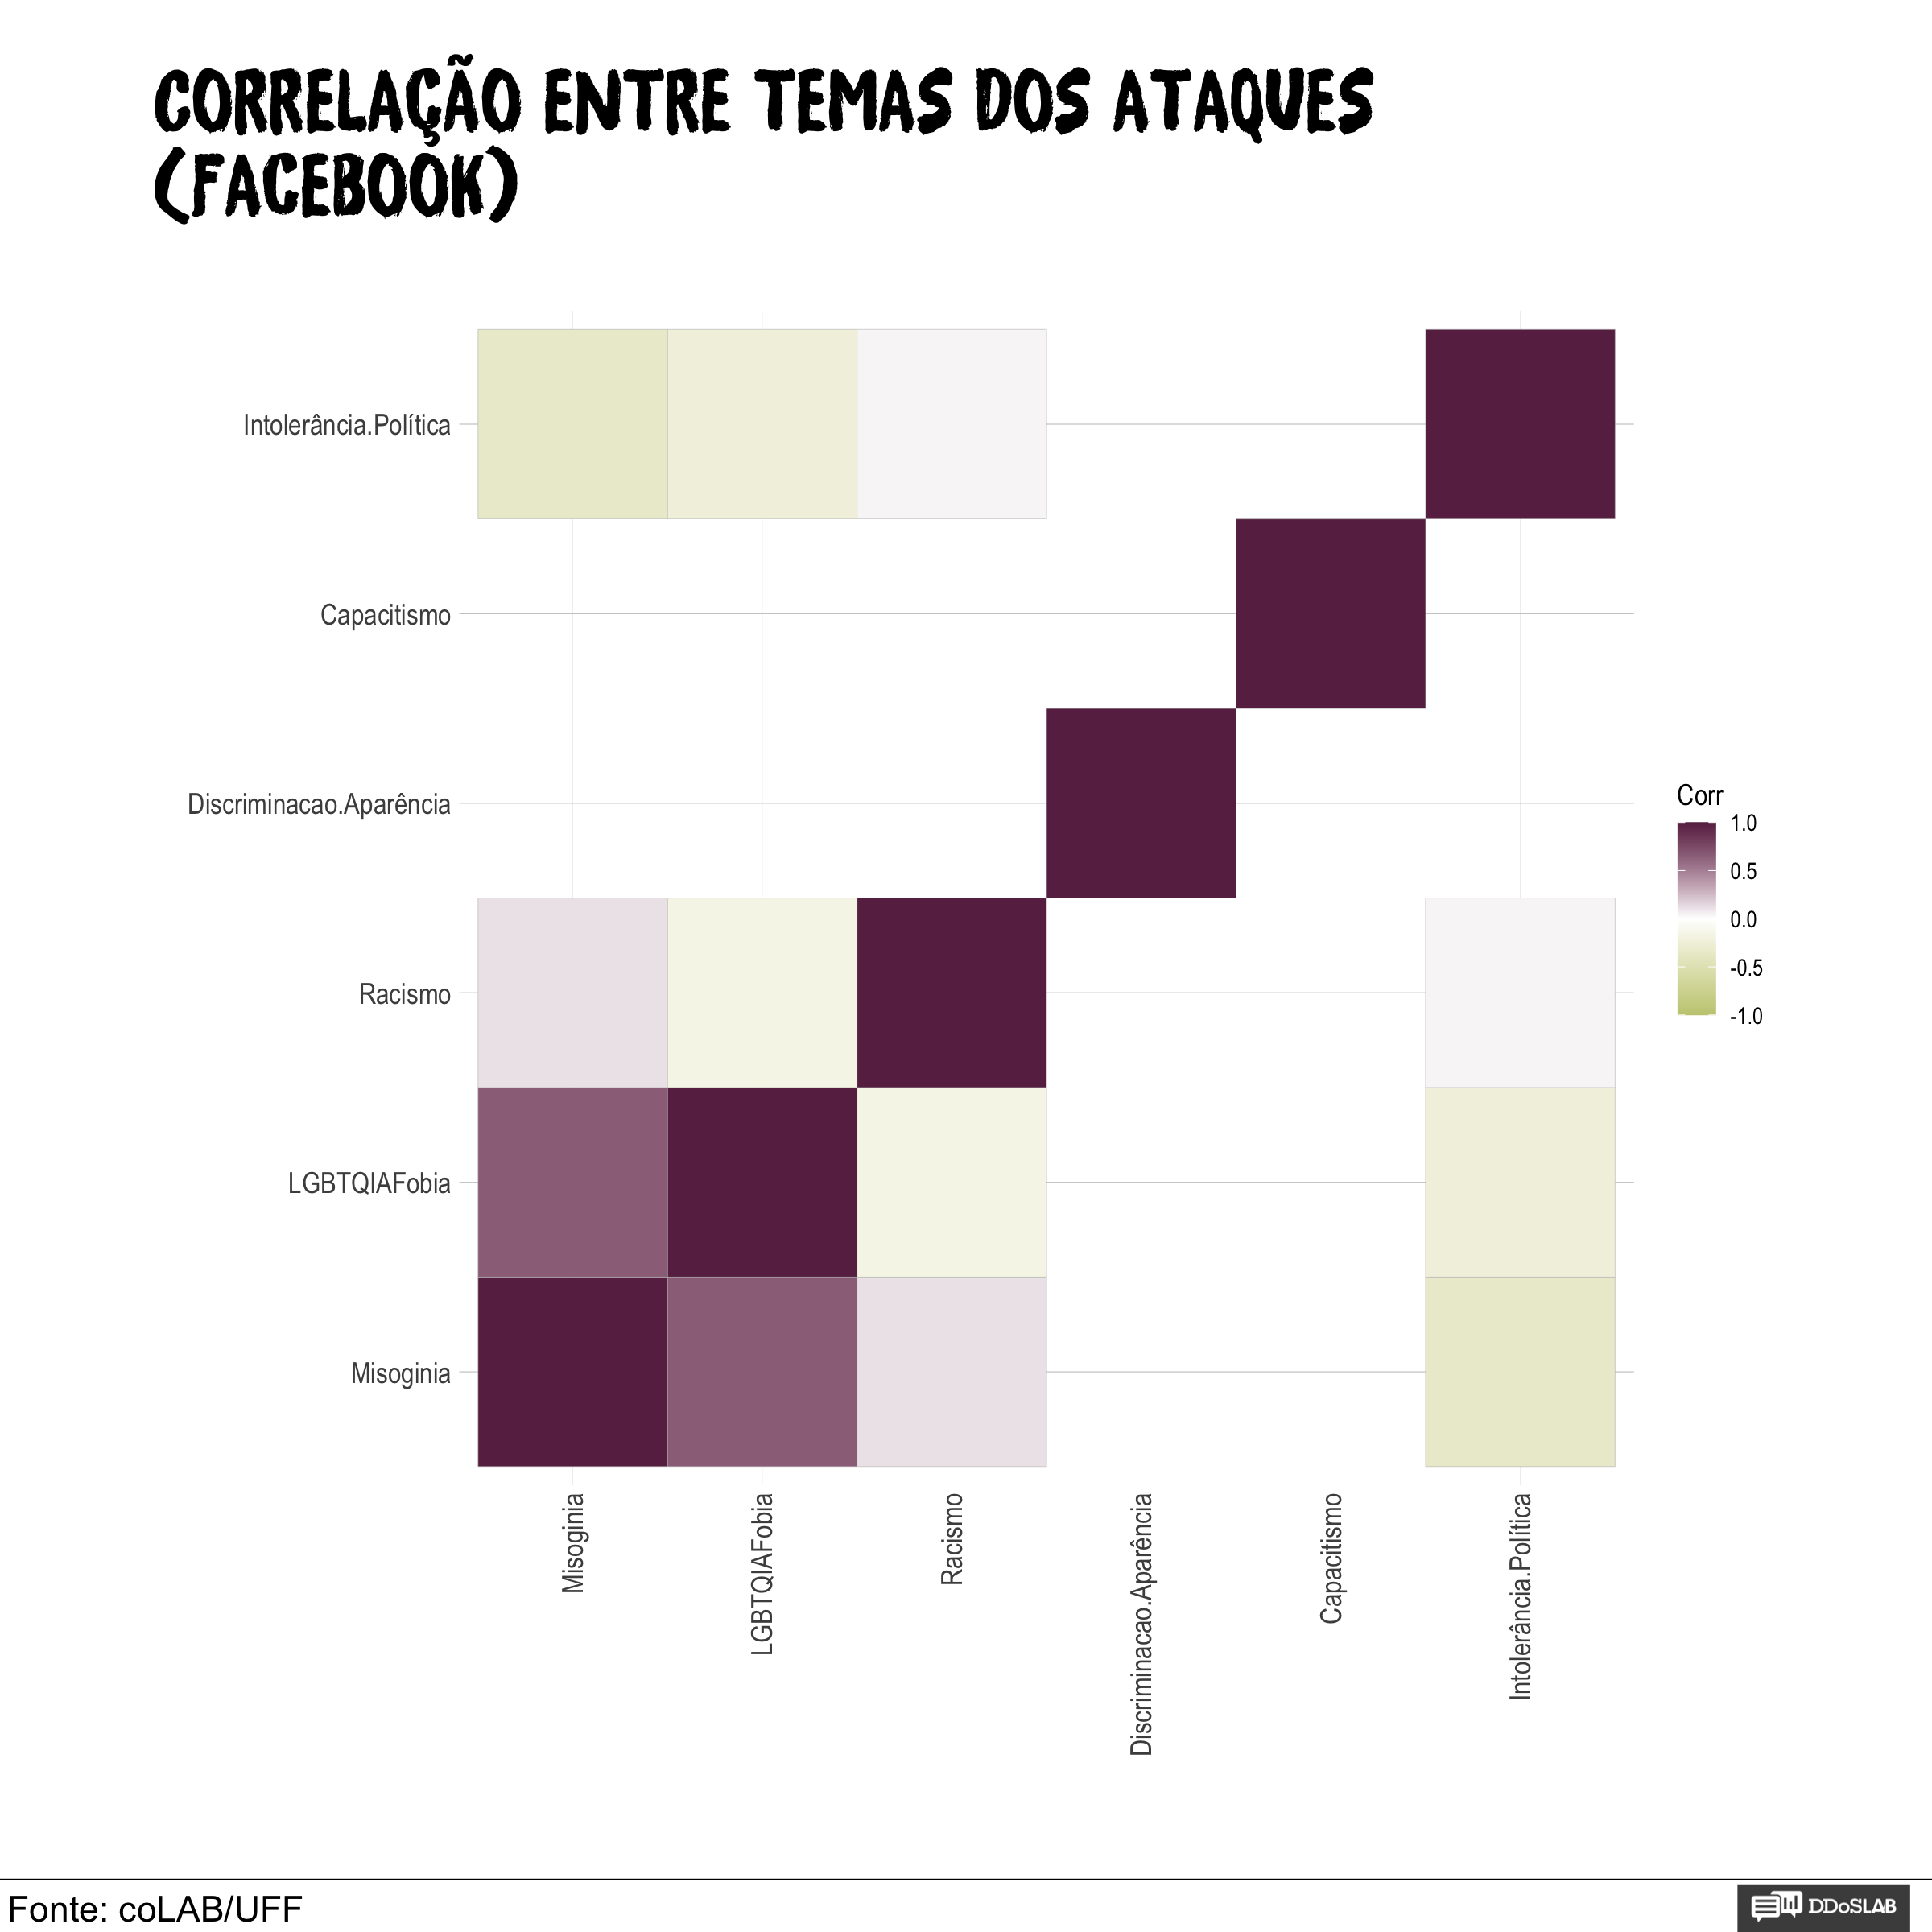 CORRELAÇÃO ENTRE TEMAS DOS ATAQUES
(FACEBOOK)
Intolerância.Política
Capacitismo
Discriminacao.Aparência
Racismo
LGBTQIAFobia
Misoginia
Corr
1.0
0.5
0.0
-0.5
-1.0
Misoginia
LGBTQIAFobia
Racismo
Discriminacao.Aparência
Capacitismo
Intolerância.Política
Fonte: coLAB/UFF
DDoSLAB